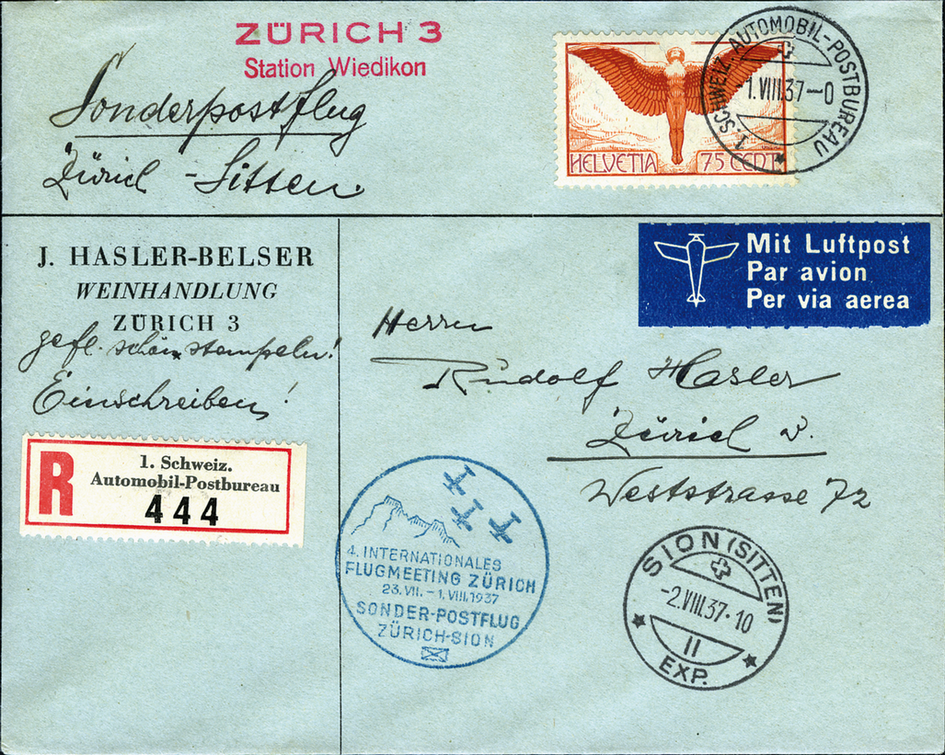 ZÜRICH 3
Station Wiedikon
Sonderpostflug
Zürich - Sitten.
HELVETIA 75 CENT.
1. SCHWEIZ. AUTOMOBIL-POSTBUREAU
-1.VIII.37-0
J. HASLER-BELSER
WEINHANDLUNG
ZÜRICH 3
gefl. schön stempeln!
Einschreiben!
R
1. Schweiz.
Automobil-Postbureau
444
Mit Luftpost
Par avion
Per via aerea
Herrn
Rudolf Hasler
Zürich
Weststrasse 72
4. INTERNATIONALES
FLUGMEETING ZÜRICH
23.VII. - 1.VIII.1937
SONDER-POSTFLUG
ZÜRICH-SION
SION (SITTEN)
-2.VIII.37·10
II
EXP.